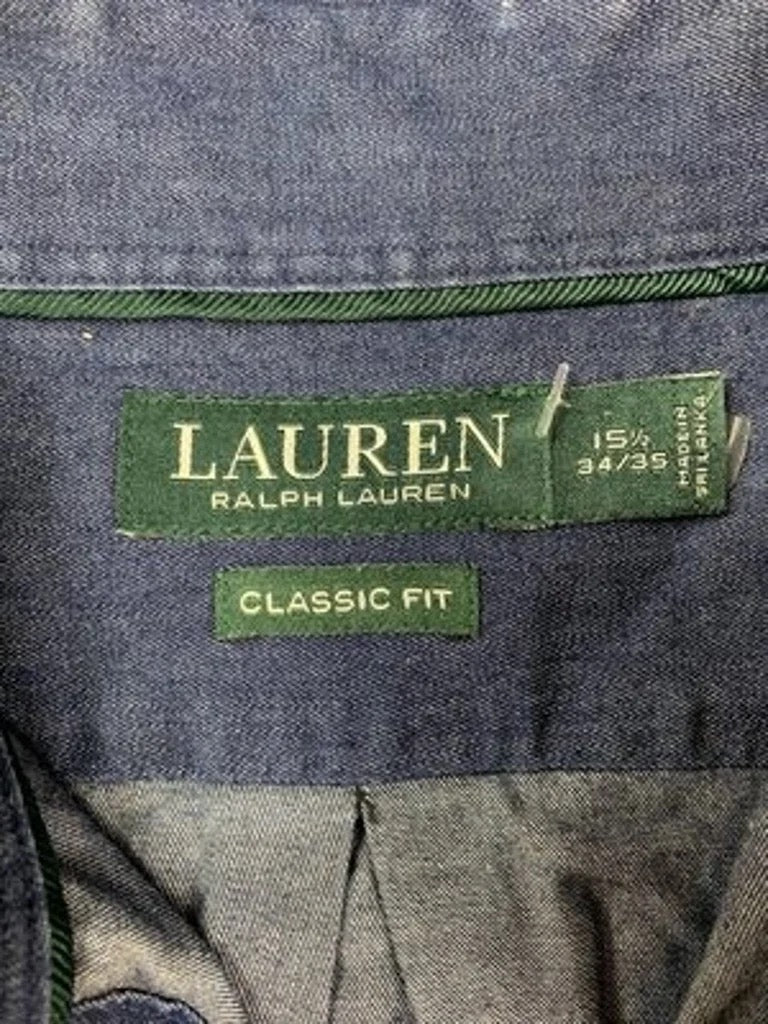 LAUREN
RALPH LAUREN
15½
34/35
MADE IN
SRI LANKA
CLASSIC FIT